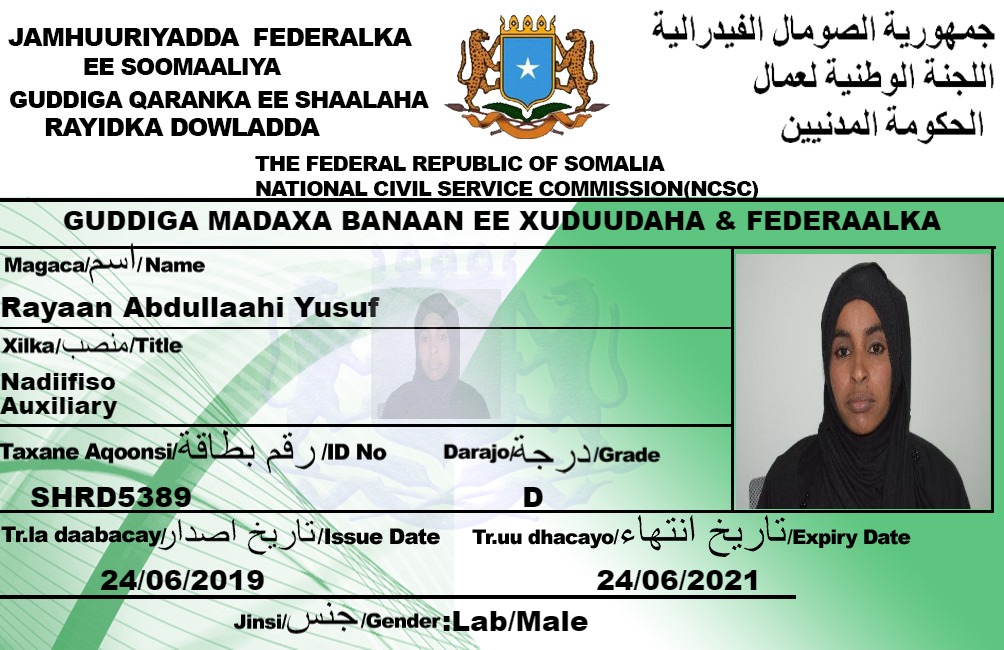 JAMHUURIYADDA FEDERALKA
EE SOOMAALIYA
GUDDIGA QARANKA EE SHAALAHA
RAYIDKA DOWLADDA
جمهورية الصومال الفيدرالية
اللجنة الوطنية لعمال
الحكومة المدنيين
THE FEDERAL REPUBLIC OF SOMALIA
NATIONAL CIVIL SERVICE COMMISSION(NCSC)
GUDDIGA MADAXA BANAAN EE XUDUUDAHA & FEDERAALKA
Magaca/اسم/Name
Rayaan Abdullaahi Yusuf
Xilka/منصب/Title
Nadiifiso
Auxiliary
Taxane Aqoonsi/رقم بطاقة/ID No
Darajo/درجة/Grade
SHRD5389
D
Tr.la daabacay/تاريخ اصدار/Issue Date
Tr.uu dhacayo/تاريخ انتهاء/Expiry Date
24/06/2019
24/06/2021
Jinsi/جنس/Gender:Lab/Male